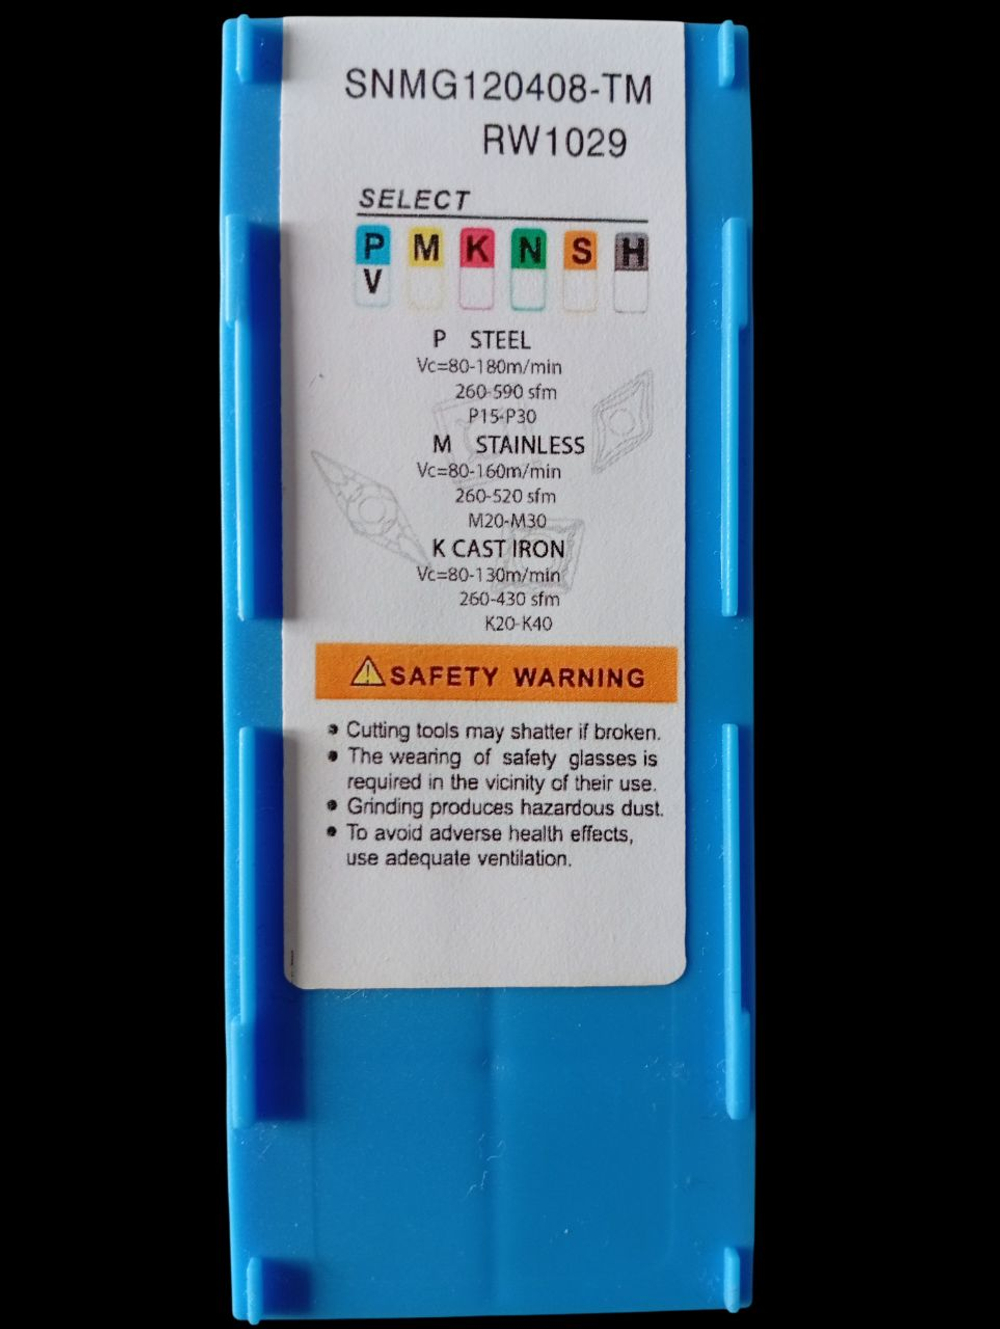 SNMG120408-TM
RW1029
SELECT
P M K N S H
V
P STEEL
Vc=80-180m/min
260-590 sfm
P15-P30
M STAINLESS
Vc=80-160m/min
260-520 sfm
M20-M30
K CAST IRON
Vc=80-130m/min
260-430 sfm
K20-K40
SAFETY WARNING
• Cutting tools may shatter if broken.
• The wearing of safety glasses is
required in the vicinity of their use.
• Grinding produces hazardous dust.
• To avoid adverse health effects,
use adequate ventilation.